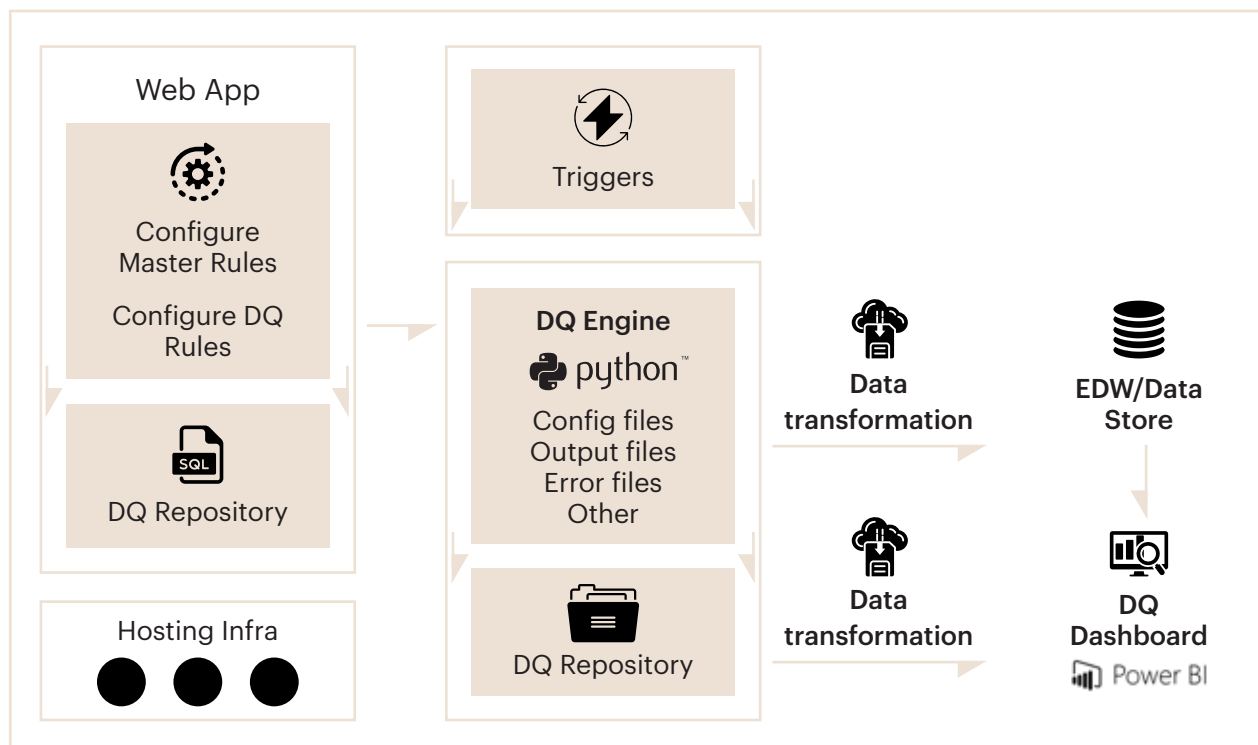 Web App
Configure
Master Rules
Configure DQ
Rules
SQL
DQ Repository
Hosting Infra
Triggers
DQ Engine
python™
Config files
Output files
Error files
Other
DQ Repository
Data
transformation
Data
transformation
EDW/Data
Store
DQ
Dashboard
Power BI